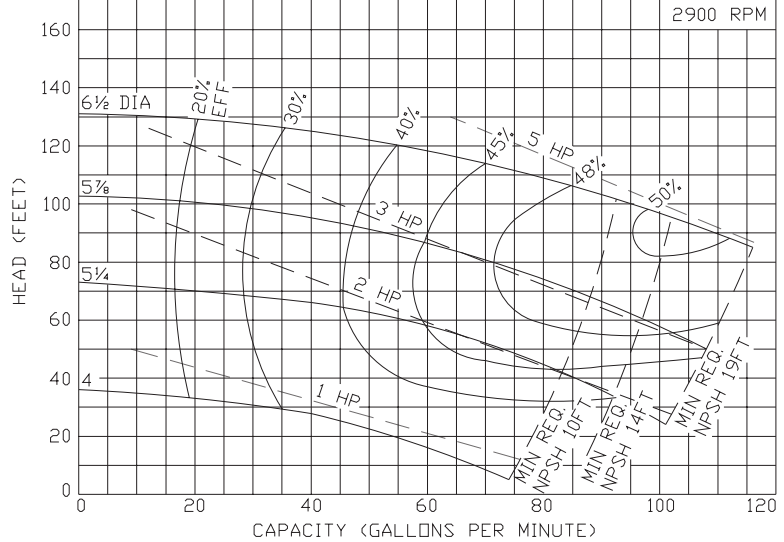 2900 RPM
160
140
6½ DIA
20% EFF
30%
40%
45%
5 HP
48%
50%
120
100
5⅞
3 HP
80
5¼
2 HP
60
40
4
1 HP
20
0
MIN REQ. NPSH 10FT
MIN REQ. NPSH 14FT
MIN REQ. NPSH 19FT
HEAD (FEET)
0 20 40 60 80 100 120
CAPACITY (GALL□NS PER MINUTE)